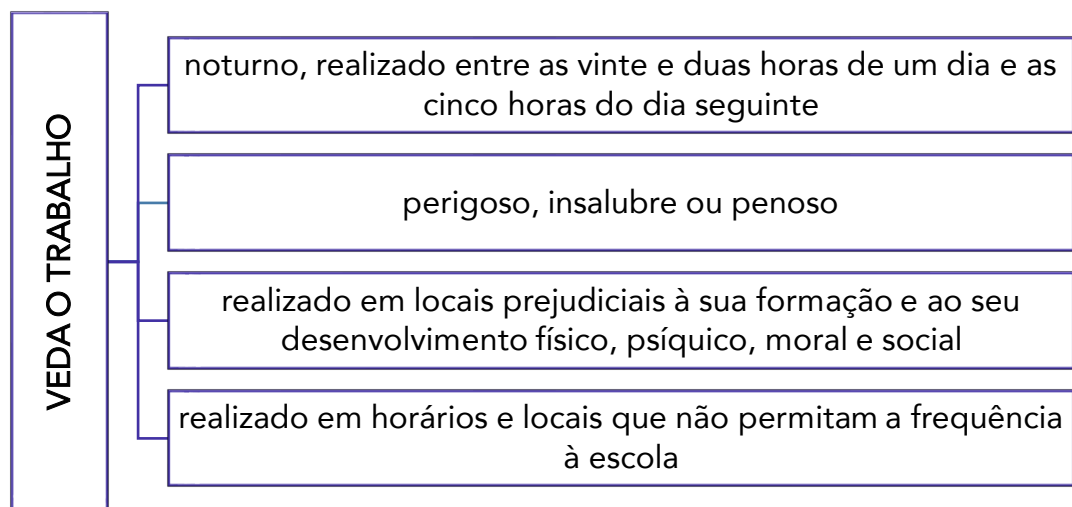 VEDA O TRABALHO
noturno, realizado entre as vinte e duas horas de um dia e as
cinco horas do dia seguinte
perigoso, insalubre ou penoso
realizado em locais prejudiciais à sua formação e ao seu
desenvolvimento físico, psíquico, moral e social
realizado em horários e locais que não permitam a frequência
à escola